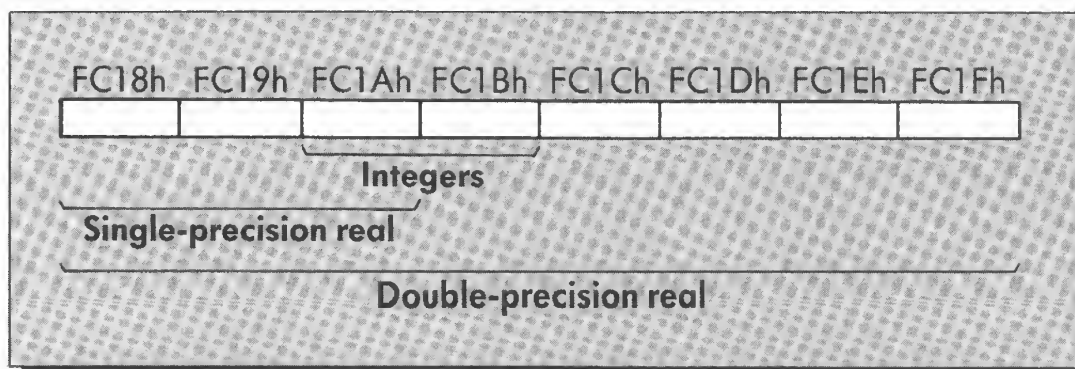 FC18h FC19h FC1Ah FC1Bh FC1Ch FC1Dh FC1Eh FC1Fh
Integers
Single-precision real
Double-precision real